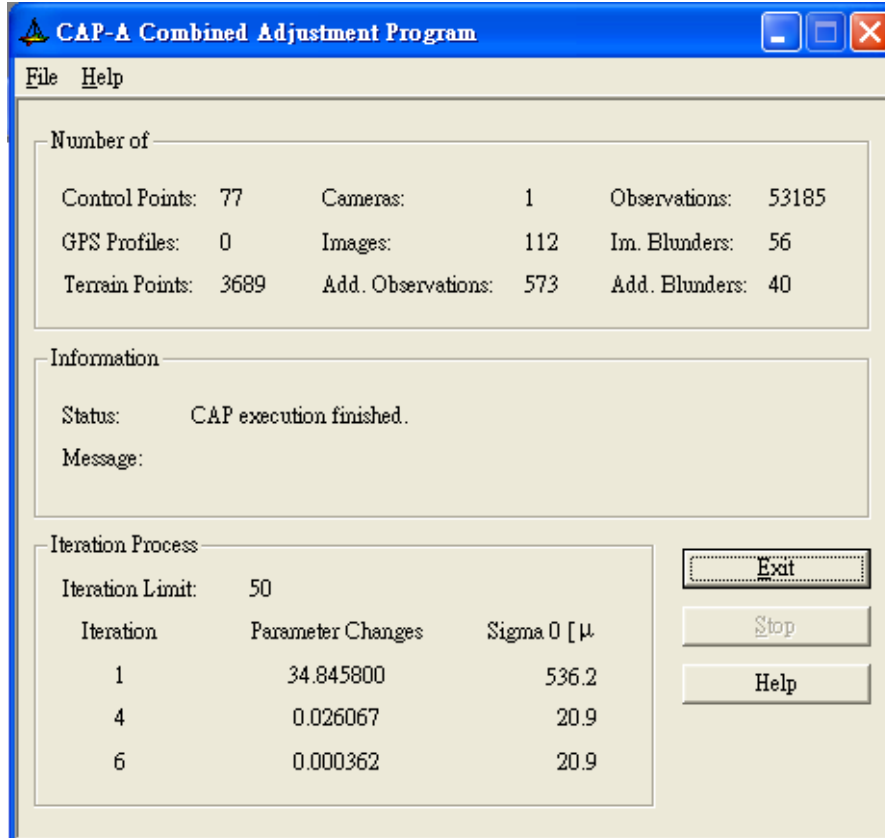 CAP-A Combined Adjustment Program
File Help
Number of
Control Points: 77 Cameras: 1 Observations: 53185
GPS Profiles: 0 Images: 112 Im. Blunders: 56
Terrain Points: 3689 Add. Observations: 573 Add. Blunders: 40
Information
Status: CAP execution finished.
Message:
Iteration Process
Iteration Limit: 50
Iteration Parameter Changes Sigma 0 [ μ
1 34.845800 536.2
4 0.026067 20.9
6 0.000362 20.9
Exit
Stop
Help